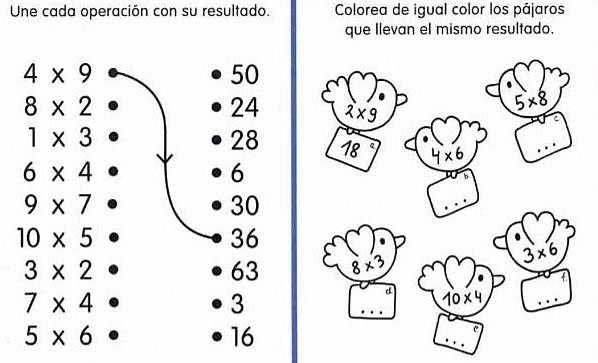 Une cada operación con su resultado.
4 x 9
8 x 2
1 x 3
6 x 4
9 x 7
10 x 5
3 x 2
7 x 4
5 x 6
50
24
28
6
30
36
63
3
16
Colorea de igual color los pájaros
que llevan el mismo resultado.
2x9
18 a
4x6
... b
5x8
... c
8x3
... d
10x4
... e
3x6
... f